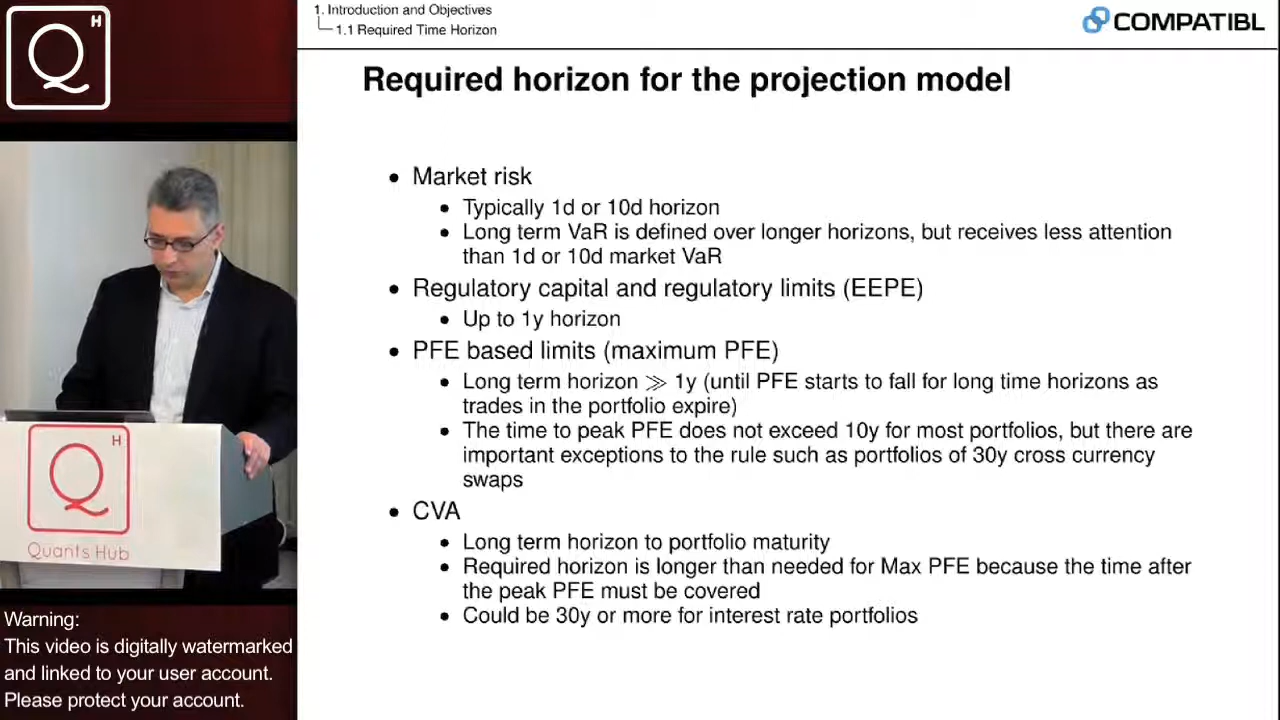 Q H
1. Introduction and Objectives
1.1 Required Time Horizon
COMPATIBL
Required horizon for the projection model
• Market risk
• Typically 1d or 10d horizon
• Long term VaR is defined over longer horizons, but receives less attention
than 1d or 10d market VaR
• Regulatory capital and regulatory limits (EEPE)
• Up to 1y horizon
• PFE based limits (maximum PFE)
• Long term horizon ≫ 1y (until PFE starts to fall for long time horizons as
trades in the portfolio expire)
• The time to peak PFE does not exceed 10y for most portfolios, but there are
important exceptions to the rule such as portfolios of 30y cross currency
swaps
• CVA
• Long term horizon to portfolio maturity
• Required horizon is longer than needed for Max PFE because the time after
the peak PFE must be covered
• Could be 30y or more for interest rate portfolios
Q H
Quants Hub
Warning:
This video is digitally watermarked
and linked to your user account.
Please protect your account.